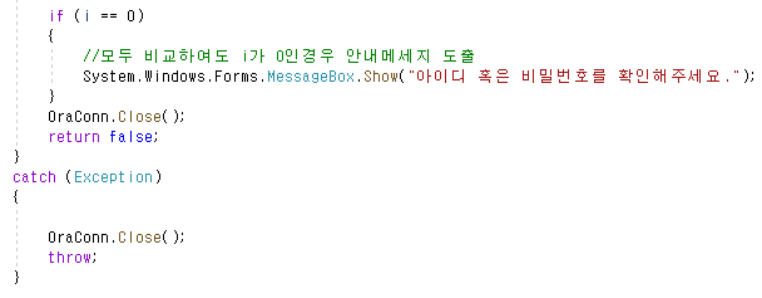 if (i == 0)
{
//모두 비교하여도 i가 0인경우 안내메세지 도출
System.Windows.Forms.MessageBox.Show("아이디 혹은 비밀번호를 확인해주세요.");
}
OraConn.Close();
return false;
}
catch (Exception)
{
OraConn.Close();
throw;
}